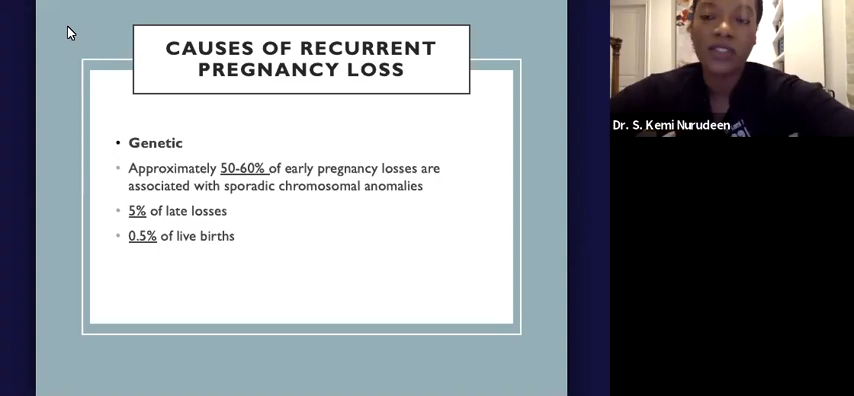 CAUSES OF RECURRENT
PREGNANCY LOSS
• Genetic
• Approximately 50-60% of early pregnancy losses are
associated with sporadic chromosomal anomalies
• 5% of late losses
• 0.5% of live births
Dr. S. Kemi Nurudeen